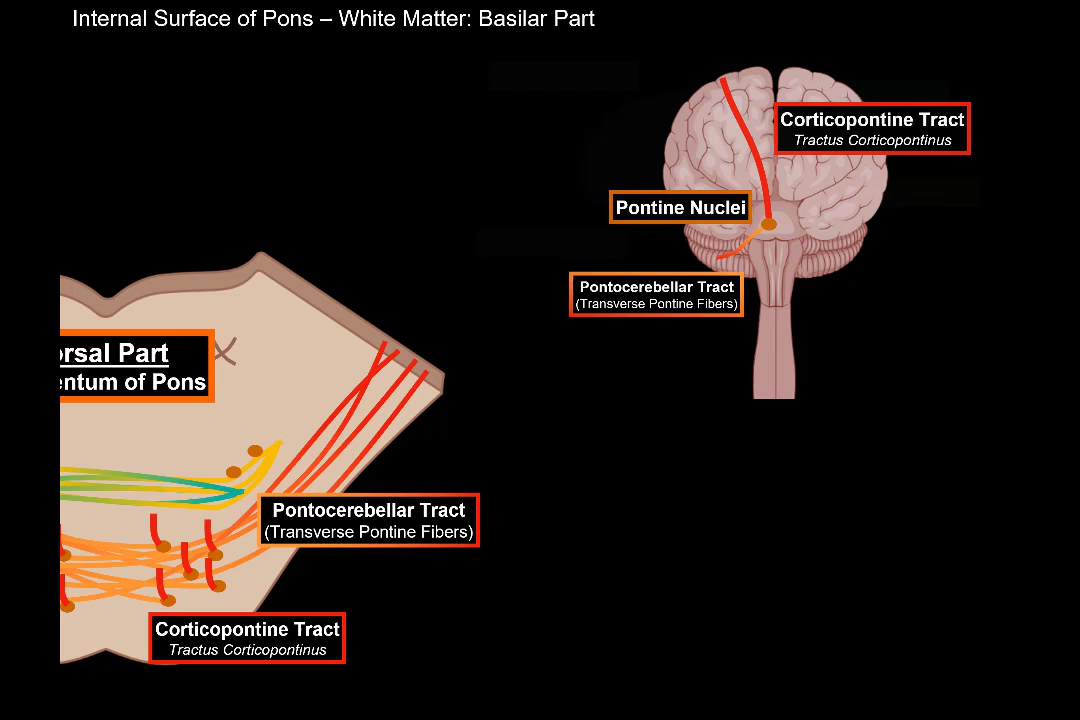 Internal Surface of Pons – White Matter: Basilar Part
Corticopontine Tract
Tractus Corticopontinus
Pontine Nuclei
Pontocerebellar Tract
(Transverse Pontine Fibers)
orsal Part
entum of Pons
Pontocerebellar Tract
(Transverse Pontine Fibers)
Corticopontine Tract
Tractus Corticopontinus